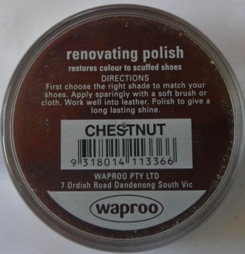 renovating polish
restores colour to scuffed shoes
DIRECTIONS
First choose the right shade to match your
shoes. Apply sparingly with a soft brush or
cloth. Work well into leather. Polish to give a
long lasting shine.
CHESTNUT
9 318014 113366
WAPROO PTY LTD
7 Ordish Road Dandenong South Vic
waproo